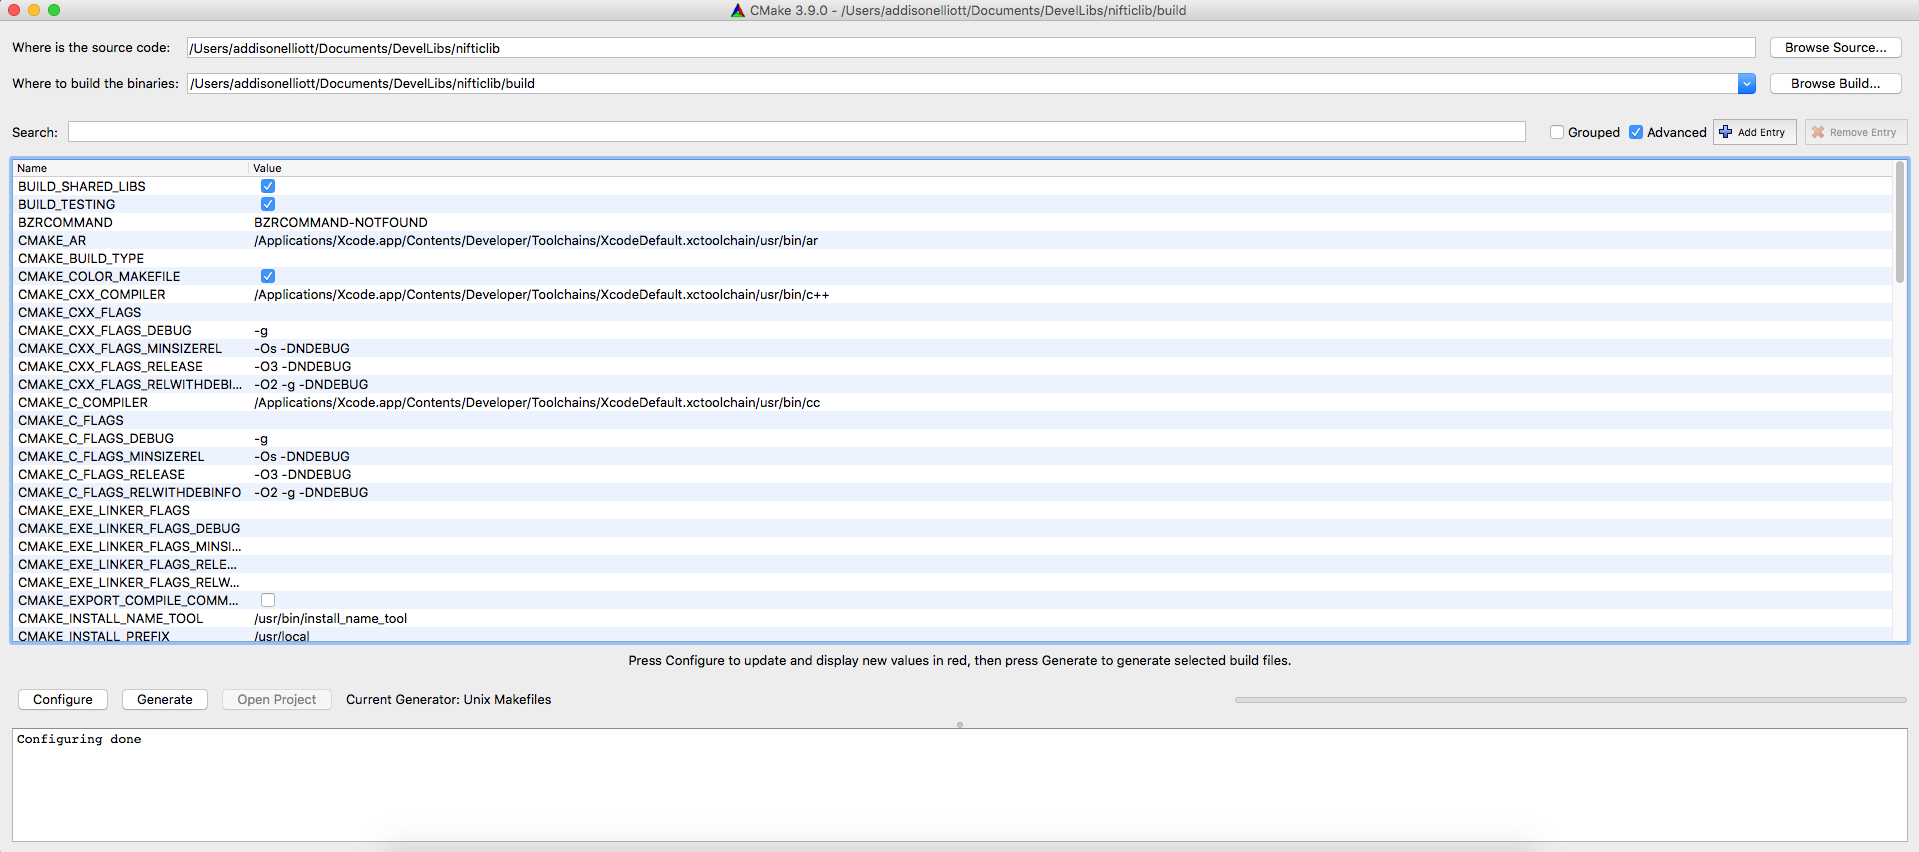 CMake 3.9.0 - /Users/addisonelliott/Documents/DevelLibs/nifticlib/build
Where is the source code: /Users/addisonelliott/Documents/DevelLibs/nifticlib Browse Source...
Where to build the binaries: /Users/addisonelliott/Documents/DevelLibs/nifticlib/build Browse Build...
Search: Grouped Advanced Add Entry Remove Entry
Name Value
BUILD_SHARED_LIBS
BUILD_TESTING
BZRCOMMAND BZRCOMMAND-NOTFOUND
CMAKE_AR /Applications/Xcode.app/Contents/Developer/Toolchains/XcodeDefault.xctoolchain/usr/bin/ar
CMAKE_BUILD_TYPE
CMAKE_COLOR_MAKEFILE
CMAKE_CXX_COMPILER /Applications/Xcode.app/Contents/Developer/Toolchains/XcodeDefault.xctoolchain/usr/bin/c++
CMAKE_CXX_FLAGS
CMAKE_CXX_FLAGS_DEBUG -g
CMAKE_CXX_FLAGS_MINSIZEREL -Os -DNDEBUG
CMAKE_CXX_FLAGS_RELEASE -O3 -DNDEBUG
CMAKE_CXX_FLAGS_RELWITHDEBI... -O2 -g -DNDEBUG
CMAKE_C_COMPILER /Applications/Xcode.app/Contents/Developer/Toolchains/XcodeDefault.xctoolchain/usr/bin/cc
CMAKE_C_FLAGS
CMAKE_C_FLAGS_DEBUG -g
CMAKE_C_FLAGS_MINSIZEREL -Os -DNDEBUG
CMAKE_C_FLAGS_RELEASE -O3 -DNDEBUG
CMAKE_C_FLAGS_RELWITHDEBINFO -O2 -g -DNDEBUG
CMAKE_EXE_LINKER_FLAGS
CMAKE_EXE_LINKER_FLAGS_DEBUG
CMAKE_EXE_LINKER_FLAGS_MINSI...
CMAKE_EXE_LINKER_FLAGS_RELE...
CMAKE_EXE_LINKER_FLAGS_RELW...
CMAKE_EXPORT_COMPILE_COMM...
CMAKE_INSTALL_NAME_TOOL /usr/bin/install_name_tool
CMAKE_INSTALL_PREFIX /usr/local
Press Configure to update and display new values in red, then press Generate to generate selected build files.
Configure Generate Open Project Current Generator: Unix Makefiles
Configuring done